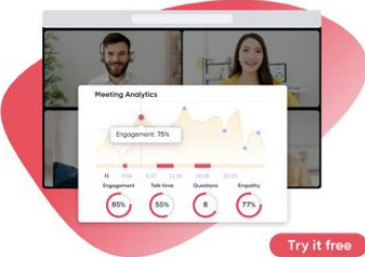 Meeting Analytics
Engagement: 75%
Engagement Talk time Questions Empathy
85% 55% 8 77%
Try it free